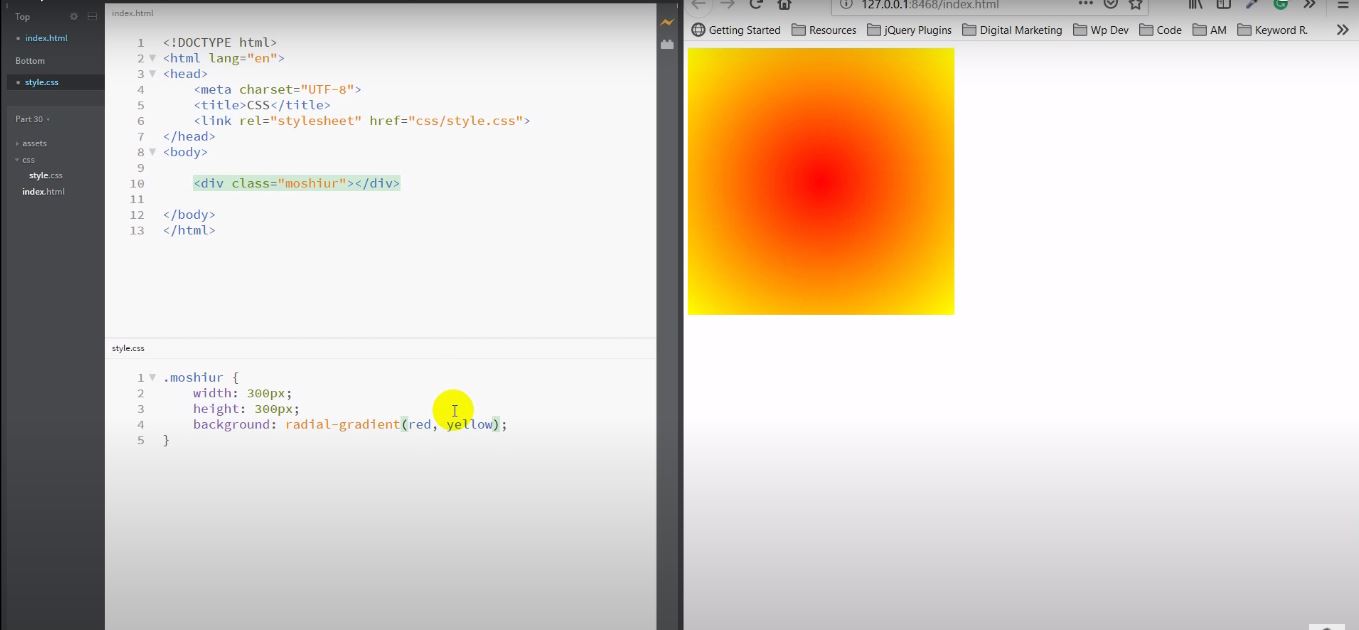 Top
index.html
Bottom
style.css
Part 30
assets
css
style.css
index.html
index.html
1 <!DOCTYPE html>
2 <html lang="en">
3 <head>
4 <meta charset="UTF-8">
5 <title>CSS</title>
6 <link rel="stylesheet" href="css/style.css">
7 </head>
8 <body>
9
10 <div class="moshiur"></div>
11
12 </body>
13 </html>
style.css
1 .moshiur {
2 width: 300px;
3 height: 300px;
4 background: radial-gradient(red, yellow);
5 }
127.0.0.1:8468/index.html
Getting Started Resources jQuery Plugins Digital Marketing Wp Dev Code AM Keyword R.